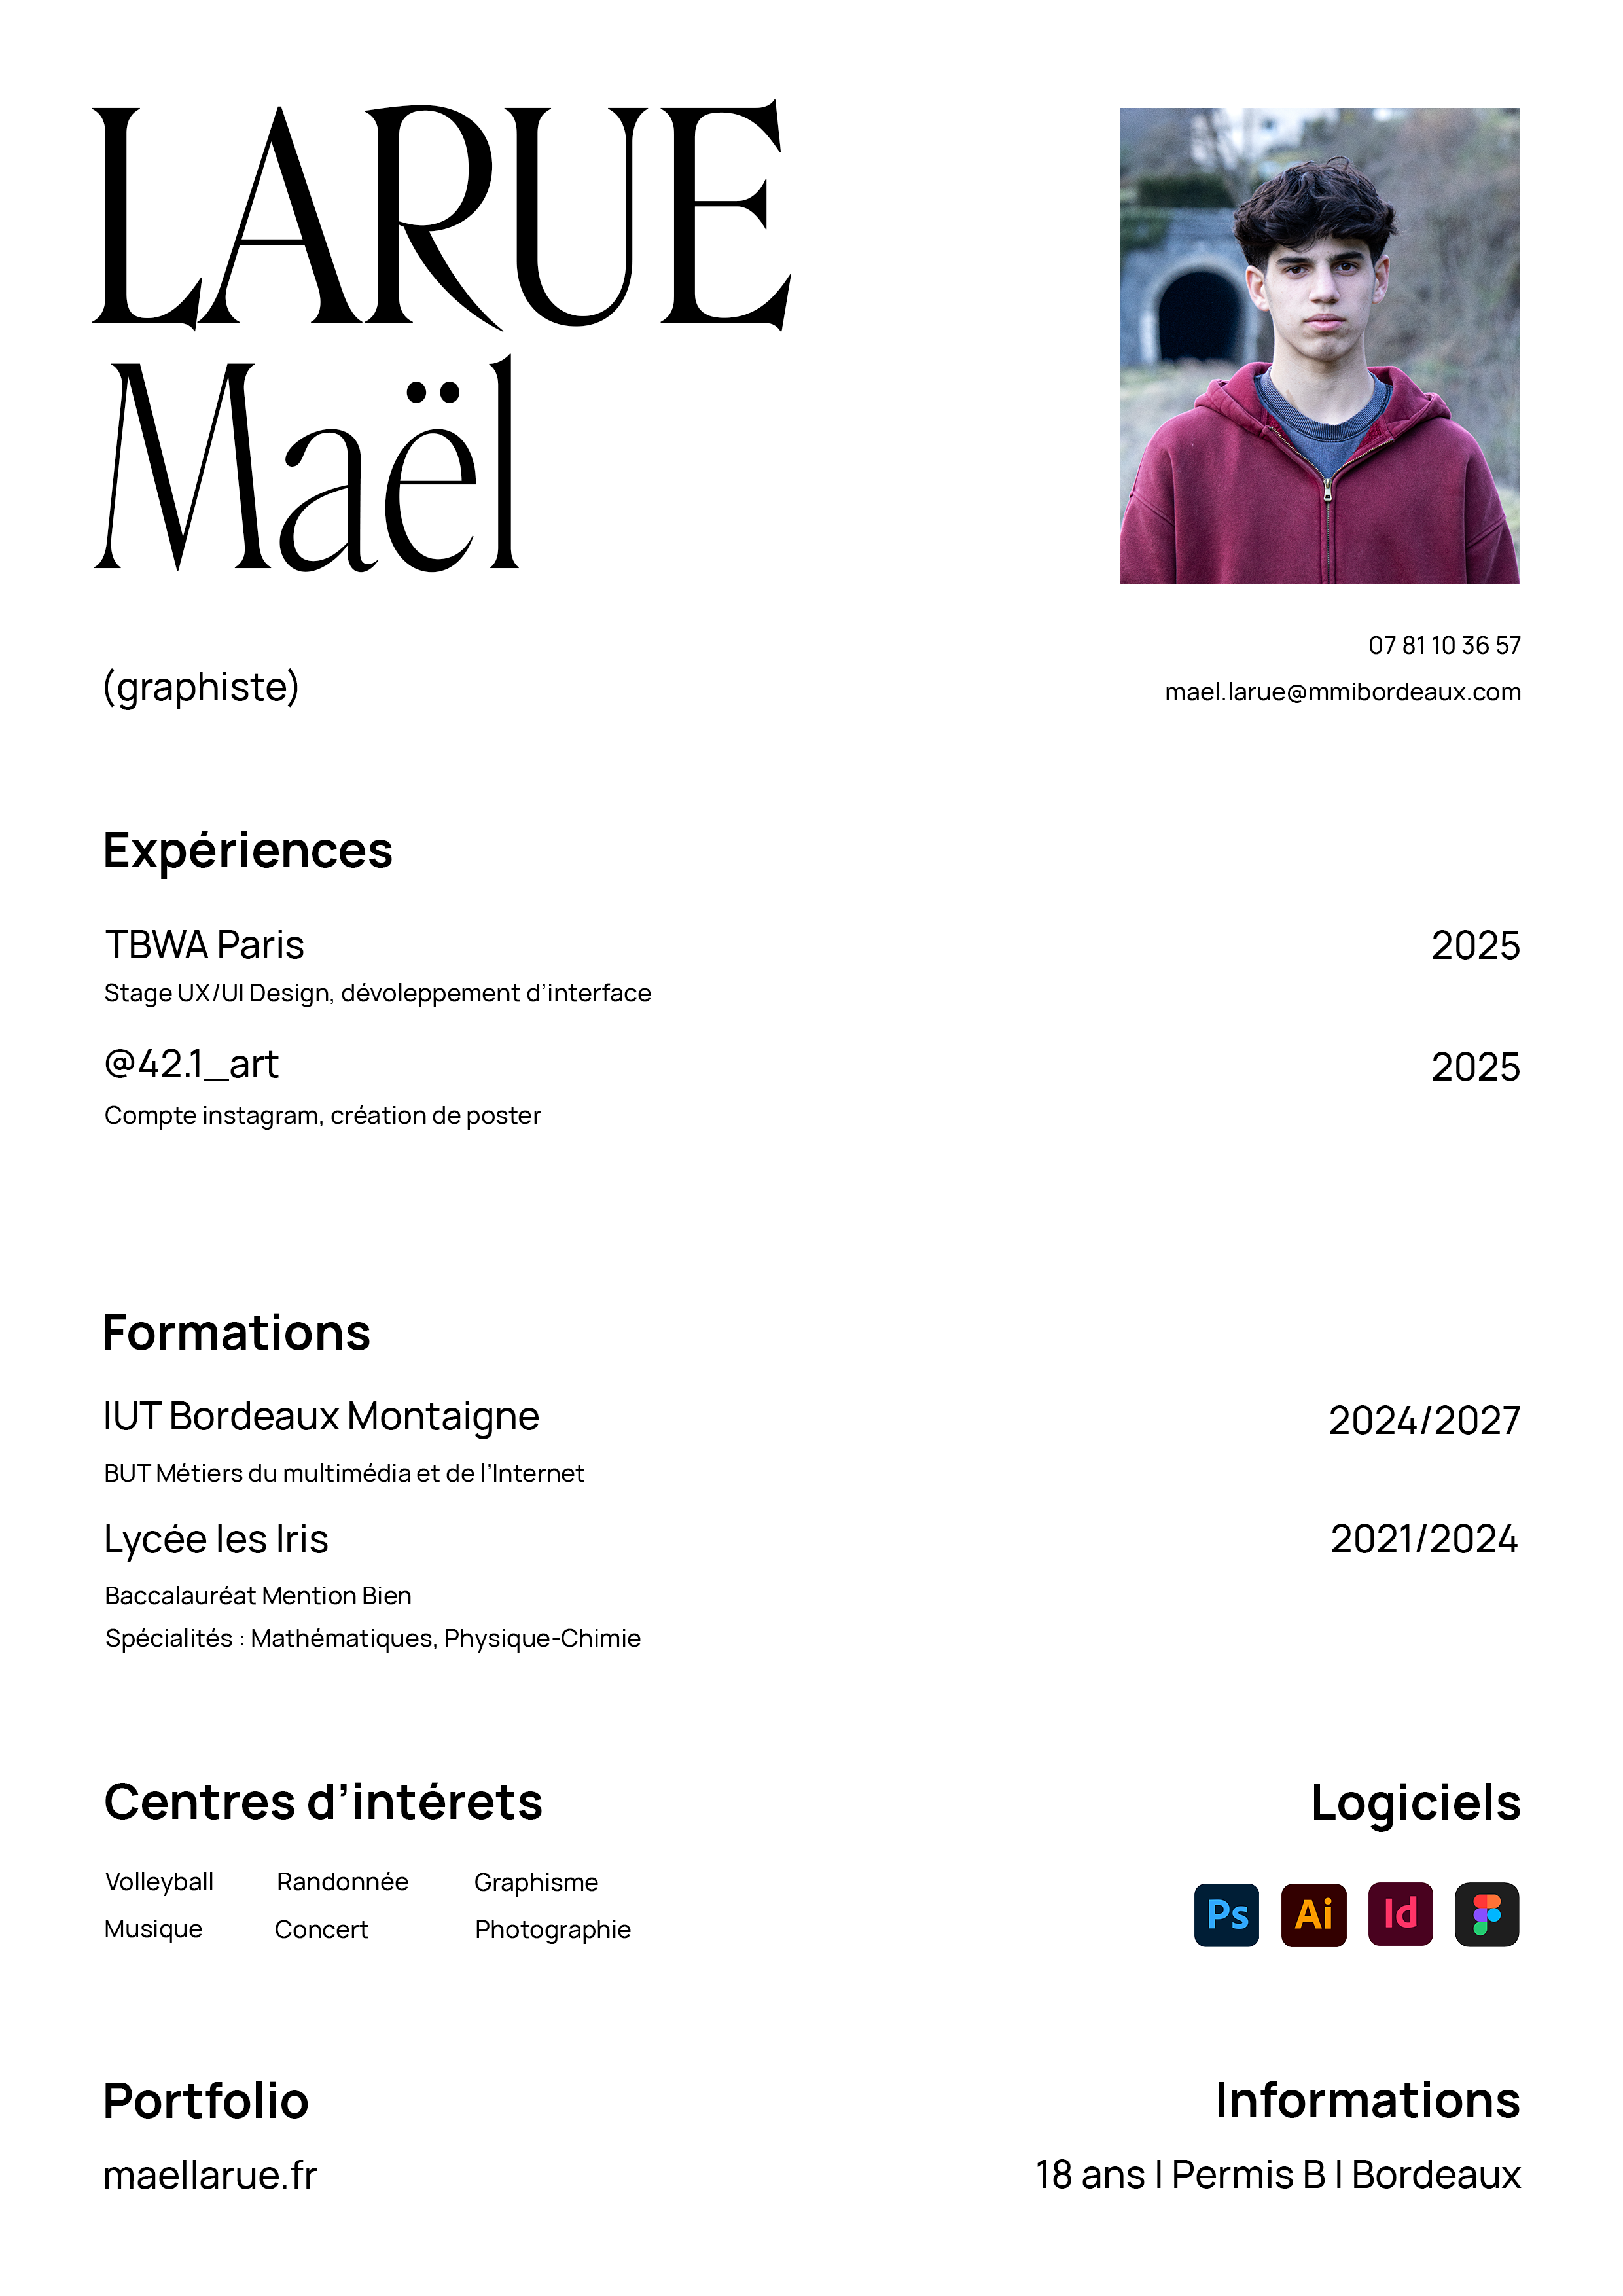 LARUE
Maël
(graphiste)
07 81 10 36 57
mael.larue@mmibordeaux.com
Expériences
TBWA Paris
2025
Stage UX/UI Design, dévoleppement d’interface
@42.1_art
2025
Compte instagram, création de poster
Formations
IUT Bordeaux Montaigne
2024/2027
BUT Métiers du multimédia et de l’Internet
Lycée les Iris
2021/2024
Baccalauréat Mention Bien
Spécialités : Mathématiques, Physique-Chimie
Centres d’intérets
Volleyball Randonnée Graphisme
Musique Concert Photographie
Logiciels
Ps Ai Id
Portfolio
maellarue.fr
Informations
18 ans | Permis B | Bordeaux